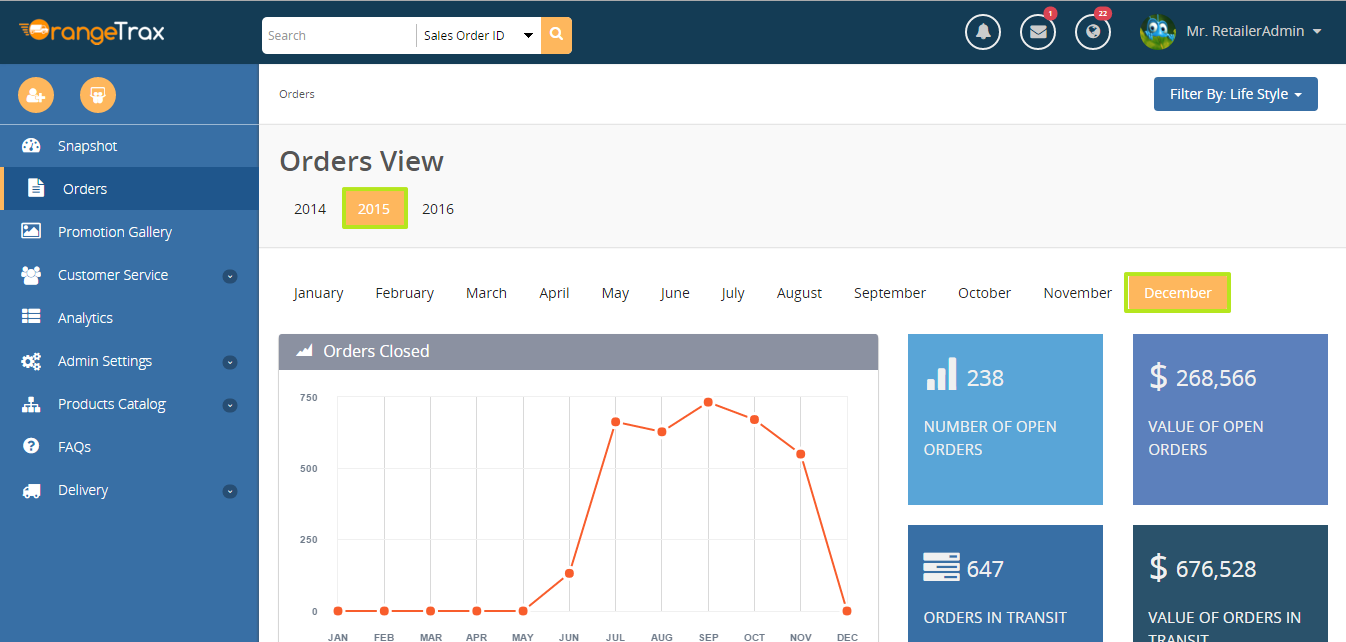 OrangeTrax
Search
Sales Order ID
1
22
Mr. RetailerAdmin
Orders
Filter By: Life Style
Snapshot
Orders
Promotion Gallery
Customer Service
Analytics
Admin Settings
Products Catalog
FAQs
Delivery
Orders View
2014 2015 2016
January February March April May June July August September October November December
Orders Closed
750
500
250
0
JAN FEB MAR APR MAY JUN JUL AUG SEP OCT NOV DEC
238
NUMBER OF OPEN
ORDERS
$ 268,566
VALUE OF OPEN
ORDERS
647
ORDERS IN TRANSIT
$ 676,528
VALUE OF ORDERS IN
TRANSIT